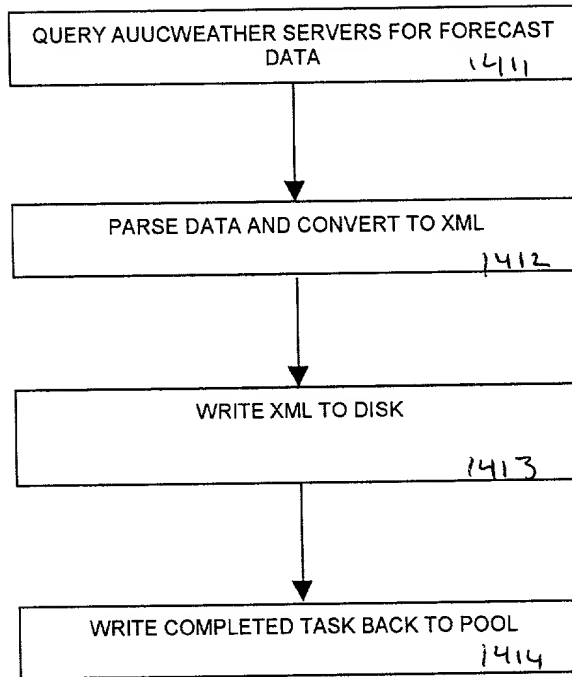 QUERY AUUCWEATHER SERVERS FOR FORECAST
DATA
1411
PARSE DATA AND CONVERT TO XML
1412
WRITE XML TO DISK
1413
WRITE COMPLETED TASK BACK TO POOL
1414